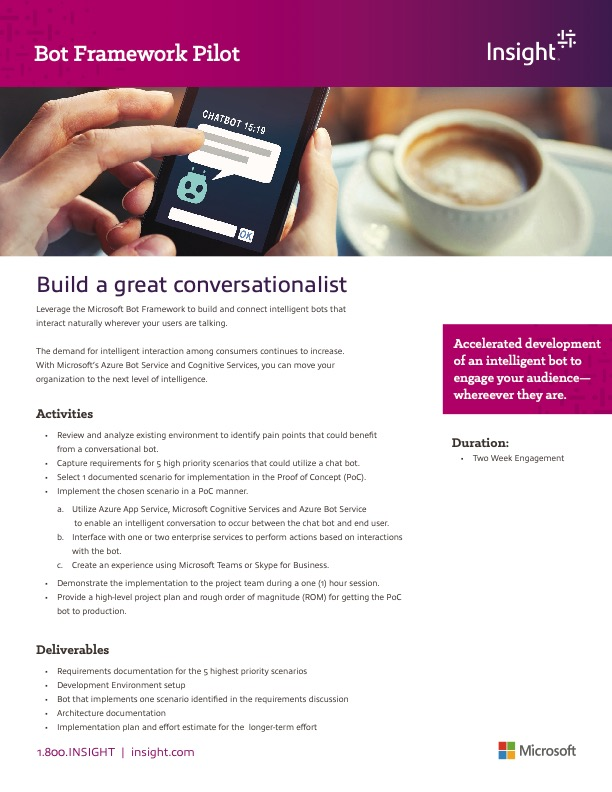 Bot Framework Pilot
Insight
CHATBOT 15:19
OK
Build a great conversationalist
Leverage the Microsoft Bot Framework to build and connect intelligent bots that
interact naturally wherever your users are talking.
The demand for intelligent interaction among consumers continues to increase.
With Microsoft's Azure Bot Service and Cognitive Services, you can move your
organization to the next level of intelligence.
Accelerated development
of an intelligent bot to
engage your audience—
whereever they are.
Duration:
• Two Week Engagement
Activities
• Review and analyze existing environment to identify pain points that could benefit
from a conversational bot.
• Capture requirements for 5 high priority scenarios that could utilize a chat bot.
• Select 1 documented scenario for implementation in the Proof of Concept (PoC).
• Implement the chosen scenario in a PoC manner.
a. Utilize Azure App Service, Microsoft Cognitive Services and Azure Bot Service
to enable an intelligent conversation to occur between the chat bot and end user.
b. Interface with one or two enterprise services to perform actions based on interactions
with the bot.
c. Create an experience using Microsoft Teams or Skype for Business.
• Demonstrate the implementation to the project team during a one (1) hour session.
• Provide a high-level project plan and rough order of magnitude (ROM) for getting the PoC
bot to production.
Deliverables
• Requirements documentation for the 5 highest priority scenarios
• Development Environment setup
• Bot that implements one scenario identified in the requirements discussion
• Architecture documentation
• Implementation plan and effort estimate for the longer-term effort
1.800.INSIGHT | insight.com
Microsoft